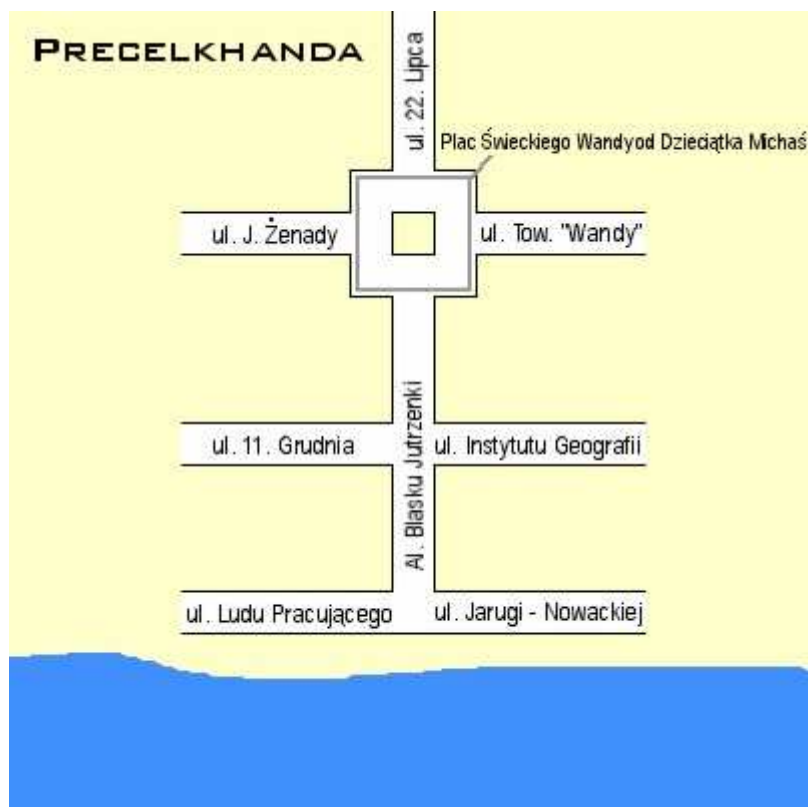 PRECELKHANDA
ul. 22. Lipca
Plac Świeckiego Wandyod Dzieciątka Michaś
ul. J. Żenady
ul. Tow. "Wandy"
Al. Blasku Jutrzenki
ul. 11. Grudnia
ul. Instytutu Geografii
ul. Ludu Pracującego
ul. Jarugi - Nowackiej